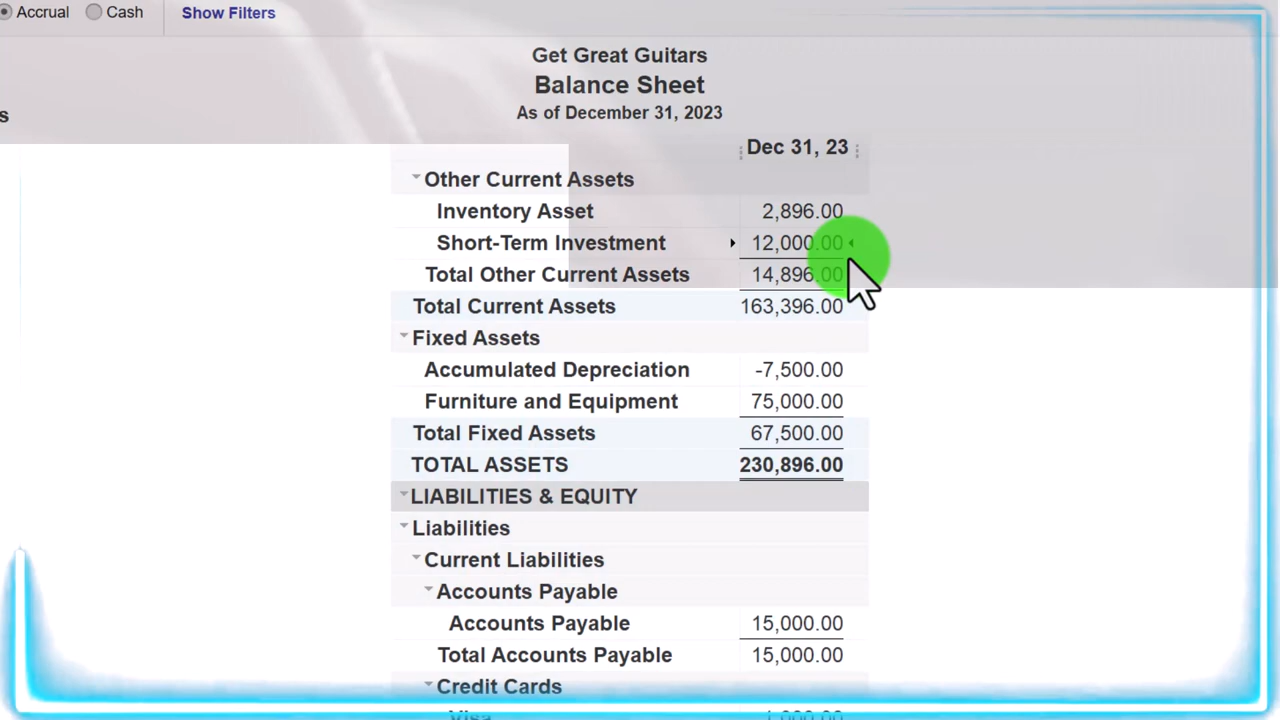 Accrual Cash Show Filters
Get Great Guitars
Balance Sheet
As of December 31, 2023
s
Dec 31, 23
Other Current Assets
Inventory Asset 2,896.00
Short-Term Investment 12,000.00
Total Other Current Assets 14,896.00
Total Current Assets 163,396.00
Fixed Assets
Accumulated Depreciation -7,500.00
Furniture and Equipment 75,000.00
Total Fixed Assets 67,500.00
TOTAL ASSETS 230,896.00
LIABILITIES & EQUITY
Liabilities
Current Liabilities
Accounts Payable
Accounts Payable 15,000.00
Total Accounts Payable 15,000.00
Credit Cards